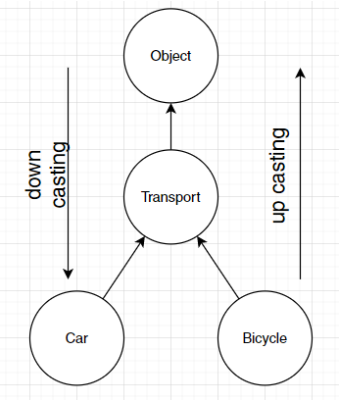 Object
down
casting
up casting
Transport
Car
Bicycle